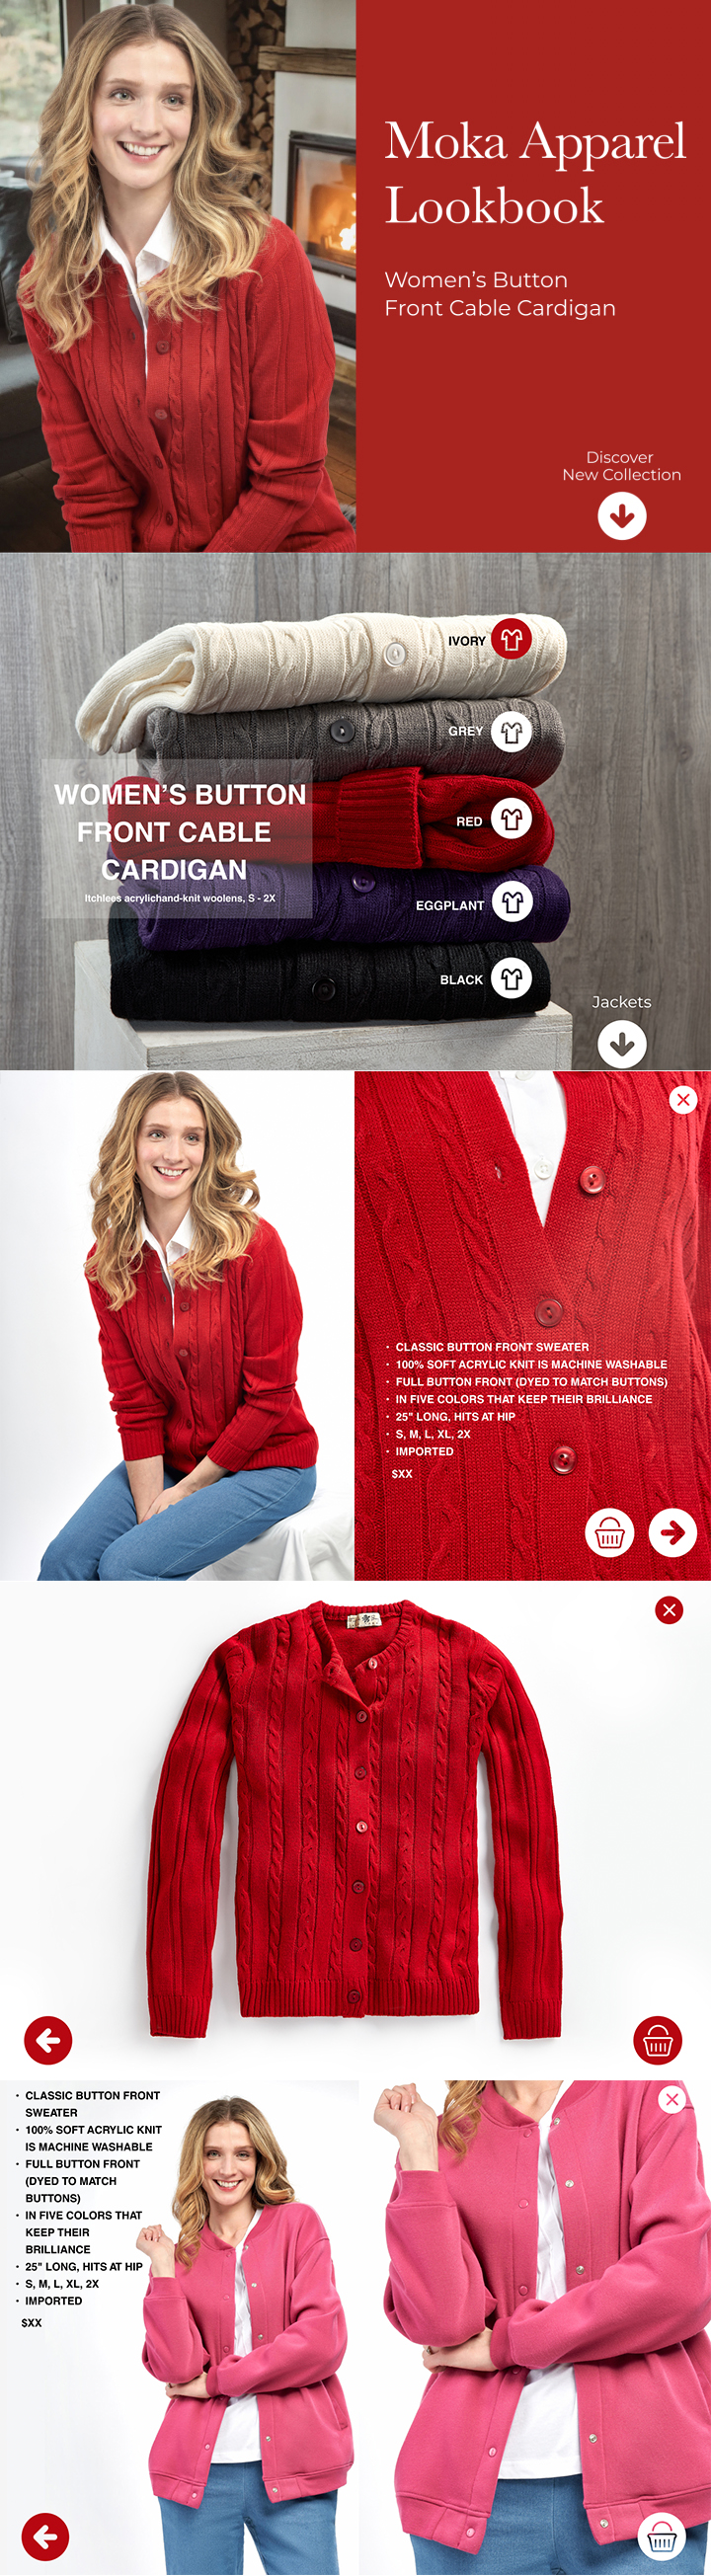 Moka Apparel
Lookbook
Women's Button
Front Cable Cardigan
Discover
New Collection
IVORY
GREY
WOMEN'S BUTTON
FRONT CABLE
CARDIGAN
Itchlees acrylichand-knit woolens, S - 2X
RED
EGGPLANT
BLACK
Jackets
• CLASSIC BUTTON FRONT SWEATER
• 100% SOFT ACRYLIC KNIT IS MACHINE WASHABLE
• FULL BUTTON FRONT (DYED TO MATCH BUTTONS)
• IN FIVE COLORS THAT KEEP THEIR BRILLIANCE
• 25" LONG, HITS AT HIP
• S, M, L, XL, 2X
• IMPORTED
$XX
• CLASSIC BUTTON FRONT
SWEATER
• 100% SOFT ACRYLIC KNIT
IS MACHINE WASHABLE
• FULL BUTTON FRONT
(DYED TO MATCH
BUTTONS)
• IN FIVE COLORS THAT
KEEP THEIR
BRILLIANCE
• 25" LONG, HITS AT HIP
• S, M, L, XL, 2X
• IMPORTED
$XX